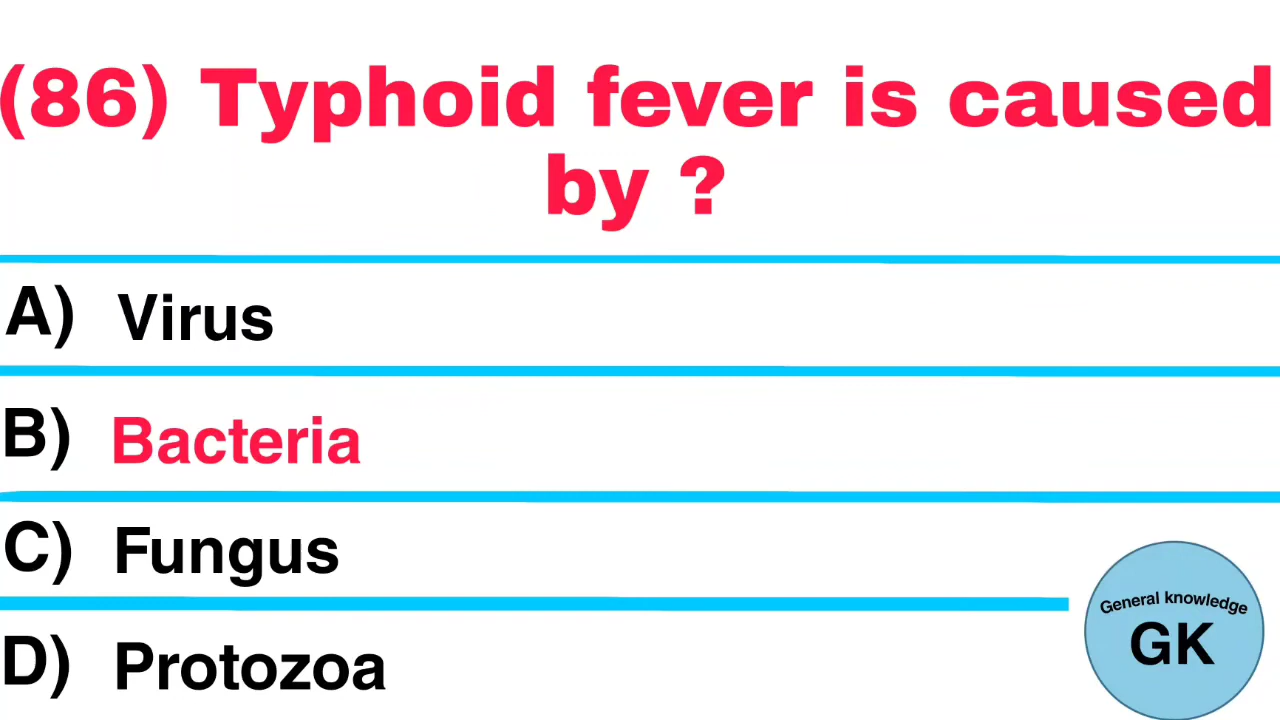 (86) Typhoid fever is caused
by ?
A) Virus
B) Bacteria
C) Fungus
D) Protozoa
General knowledge
GK